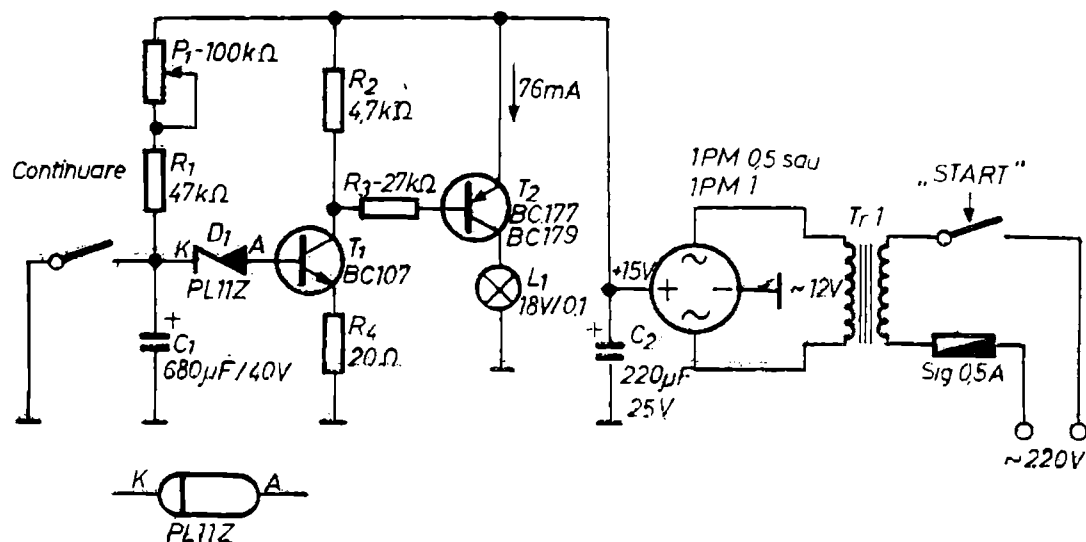 P1-100kΩ
R2
4,7kΩ
76mA
Continuare
R1
47kΩ
R3-27kΩ
T2
BC177
BC179
1PM 0,5 sau
1PM 1
„START”
Tr 1
K
D1
A
PL11Z
T1
BC107
L1
18V/0,1
+15V
+
−
~
~
~12V
+
C1
680µF/40V
R4
20Ω
+
C2
220µF
25V
Sig 0,5A
~220V
K
A
PL11Z